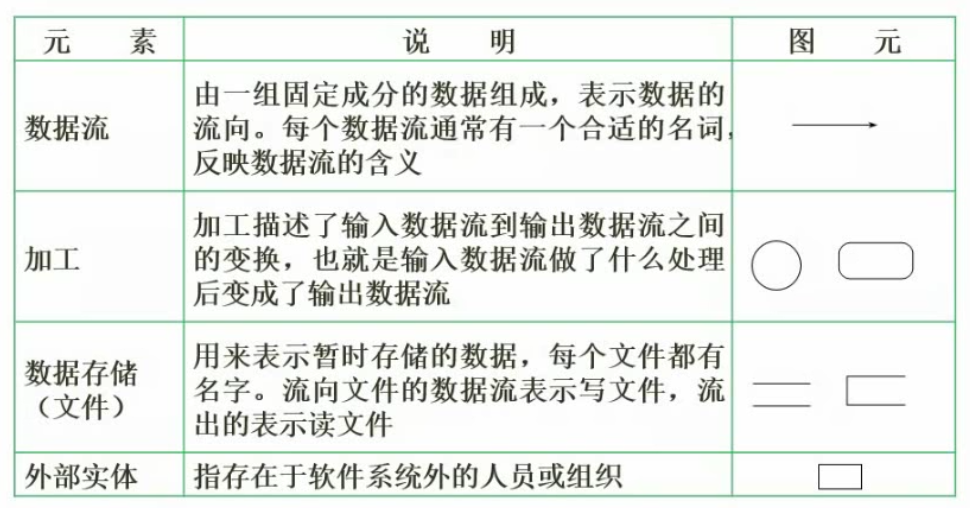 元 素 说 明 图 元
数据流
由一组固定成分的数据组成，表示数据的
流向。每个数据流通常有一个合适的名词，
反映数据流的含义
加工
加工描述了输入数据流到输出数据流之间
的变换，也就是输入数据流做了什么处理
后变成了输出数据流
数据存储
（文件）
用来表示暂时存储的数据，每个文件都有
名字。流向文件的数据流表示写文件，流
出的表示读文件
外部实体
指存在于软件系统外的人员或组织